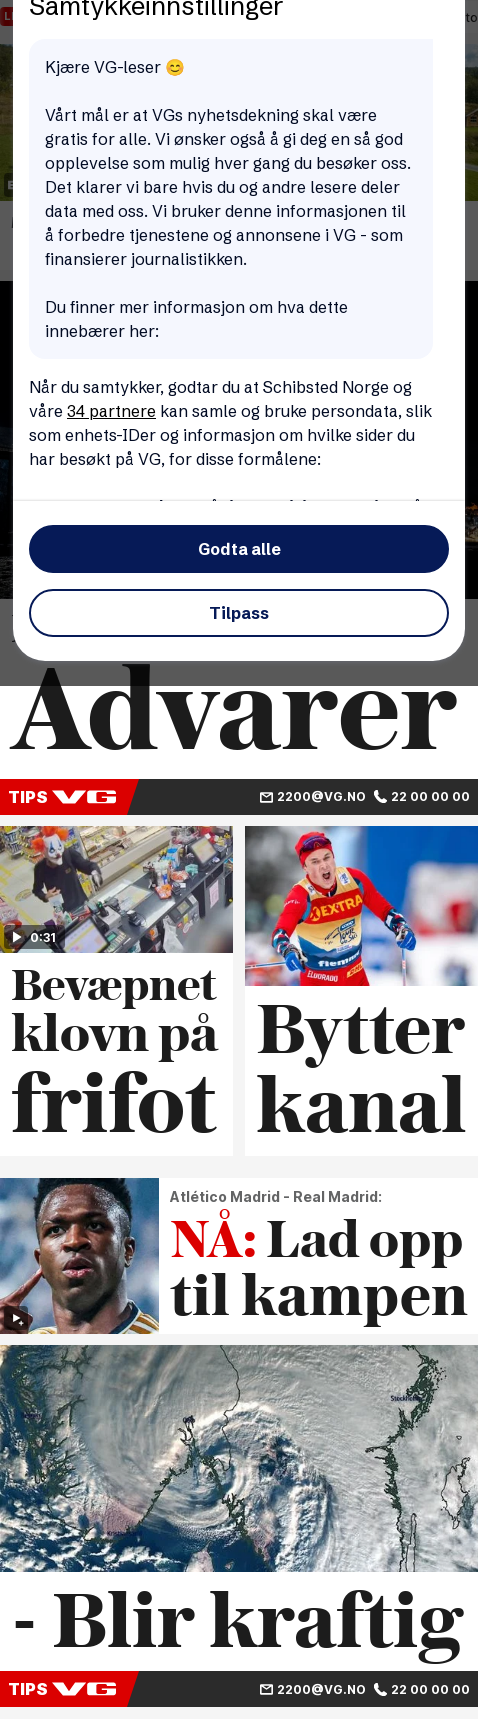 Samtykkeinnstillinger
Kjære VG-leser 😊
Vårt mål er at VGs nyhetsdekning skal være
gratis for alle. Vi ønsker også å gi deg en så god
opplevelse som mulig hver gang du besøker oss.
Det klarer vi bare hvis du og andre lesere deler
data med oss. Vi bruker denne informasjonen til
å forbedre tjenestene og annonsene i VG - som
finansierer journalistikken.
Du finner mer informasjon om hva dette
innebærer her:
Når du samtykker, godtar du at Schibsted Norge og
våre 34 partnere kan samle og bruke persondata, slik
som enhets-IDer og informasjon om hvilke sider du
har besøkt på VG, for disse formålene:
Godta alle
Tilpass
Advarer
TIPS VG 2200@VG.NO 22 00 00 00
0:31
Bevæpnet
klovn på
frifot
EXTRA
Bytter
kanal
Atlético Madrid - Real Madrid:
NÅ: Lad opp
til kampen
- Blir kraftig
TIPS VG 2200@VG.NO 22 00 00 00